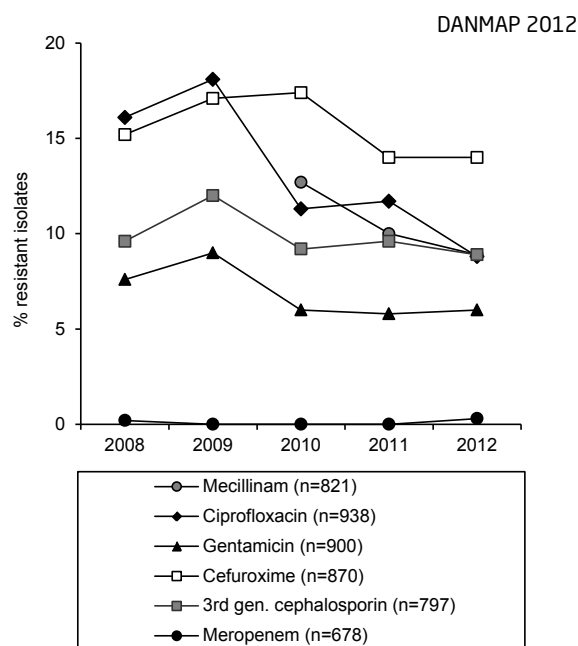 DANMAP 2012
20
15
10
5
0
% resistant isolates
2008 2009 2010 2011 2012
Mecillinam (n=821)
Ciprofloxacin (n=938)
Gentamicin (n=900)
Cefuroxime (n=870)
3rd gen. cephalosporin (n=797)
Meropenem (n=678)